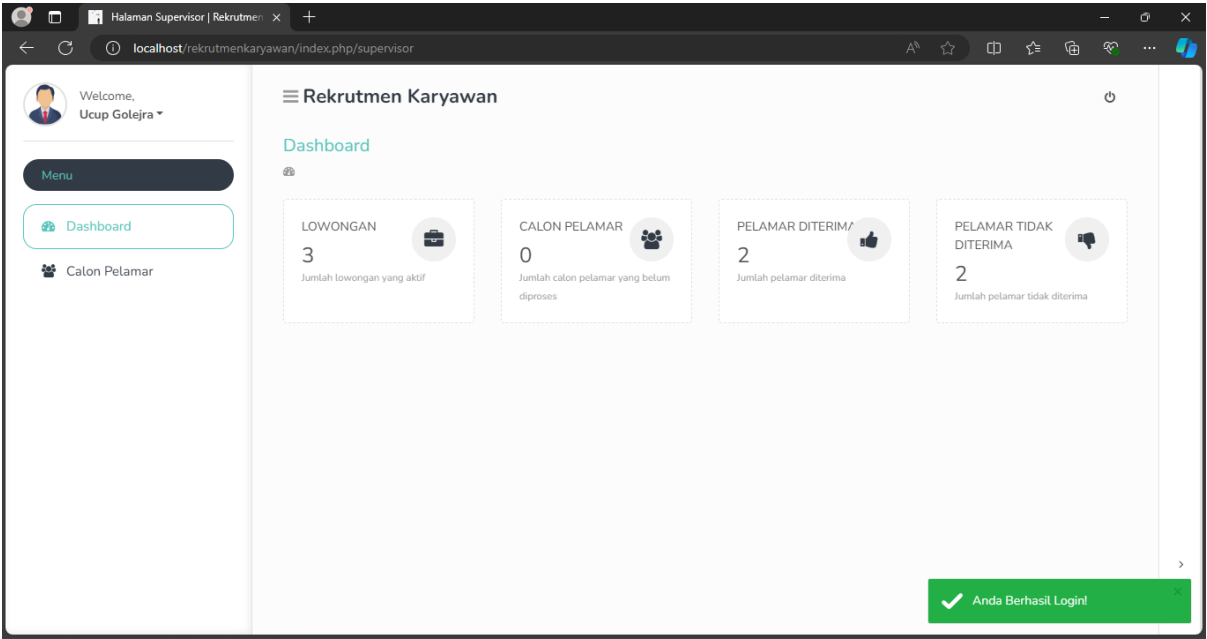 Halaman Supervisor | Rekrutmen
localhost/rekrutmenkaryawan/index.php/supervisor
Welcome,
Ucup Golejra
Menu
Dashboard
Calon Pelamar
Rekrutmen Karyawan
Dashboard
LOWONGAN
3
Jumlah lowongan yang aktif
CALON PELAMAR
0
Jumlah calon pelamar yang belum
diproses
PELAMAR DITERIMA
2
Jumlah pelamar diterima
PELAMAR TIDAK
DITERIMA
2
Jumlah pelamar tidak diterima
Anda Berhasil Login!